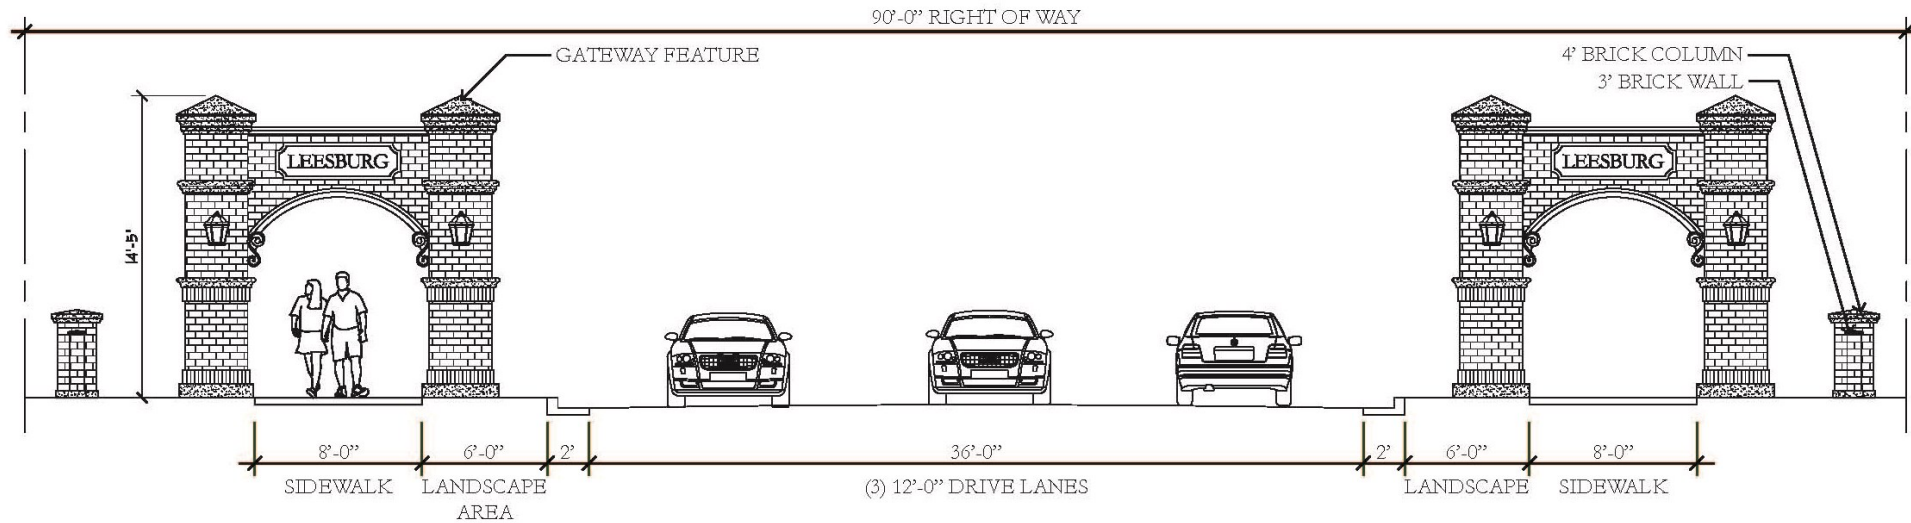 90'-0" RIGHT OF WAY
GATEWAY FEATURE
4' BRICK COLUMN
3' BRICK WALL
LEESBURG
LEESBURG
14'-5"
8'-0"
6'-0"
2'
36'-0"
2'
6'-0"
8'-0"
SIDEWALK
LANDSCAPE
AREA
(3) 12'-0" DRIVE LANES
LANDSCAPE
SIDEWALK